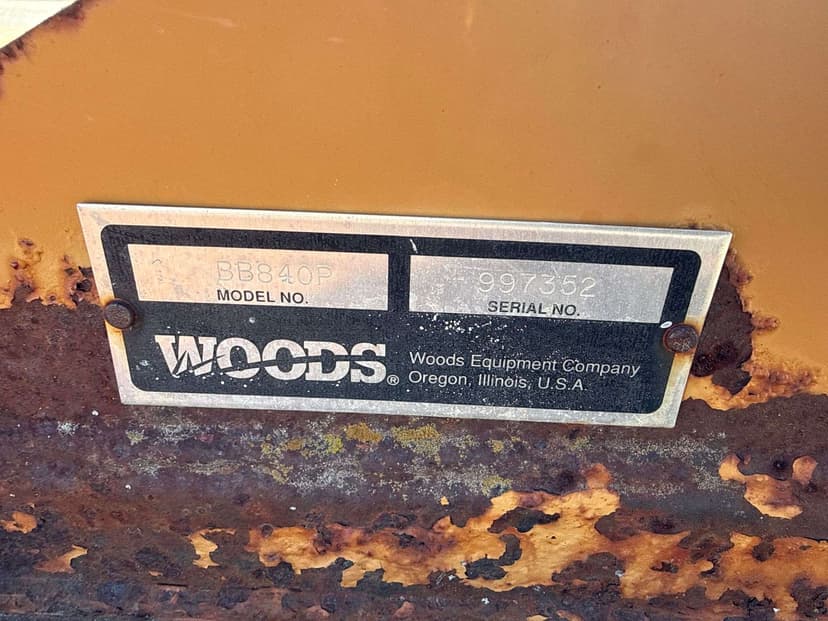 BB840P
MODEL NO.
997352
SERIAL NO.
WOODS®
Woods Equipment Company
Oregon, Illinois, U.S.A.